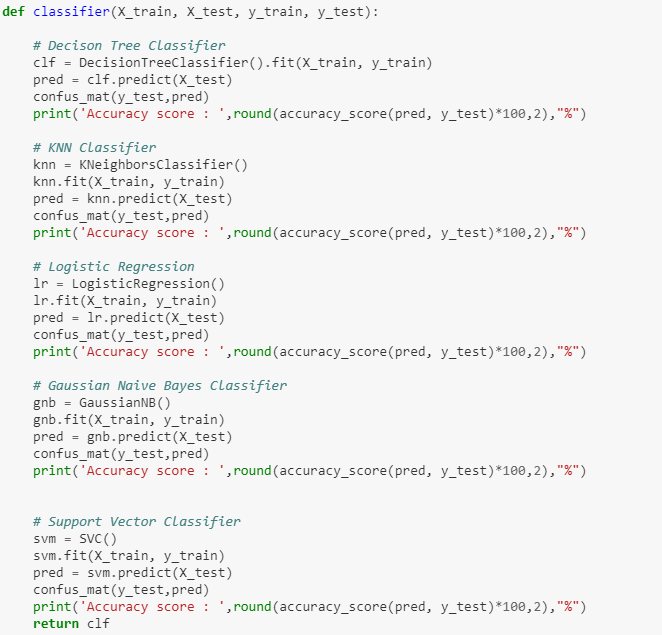 def classifier(X_train, X_test, y_train, y_test):
# Decison Tree Classifier
clf = DecisionTreeClassifier().fit(X_train, y_train)
pred = clf.predict(X_test)
confus_mat(y_test,pred)
print('Accuracy score : ',round(accuracy_score(pred, y_test)*100,2),"%")
# KNN Classifier
knn = KNeighborsClassifier()
knn.fit(X_train, y_train)
pred = knn.predict(X_test)
confus_mat(y_test,pred)
print('Accuracy score : ',round(accuracy_score(pred, y_test)*100,2),"%")
# Logistic Regression
lr = LogisticRegression()
lr.fit(X_train, y_train)
pred = lr.predict(X_test)
confus_mat(y_test,pred)
print('Accuracy score : ',round(accuracy_score(pred, y_test)*100,2),"%")
# Gaussian Naive Bayes Classifier
gnb = GaussianNB()
gnb.fit(X_train, y_train)
pred = gnb.predict(X_test)
confus_mat(y_test,pred)
print('Accuracy score : ',round(accuracy_score(pred, y_test)*100,2),"%")
# Support Vector Classifier
svm = SVC()
svm.fit(X_train, y_train)
pred = svm.predict(X_test)
confus_mat(y_test,pred)
print('Accuracy score : ',round(accuracy_score(pred, y_test)*100,2),"%")
return clf